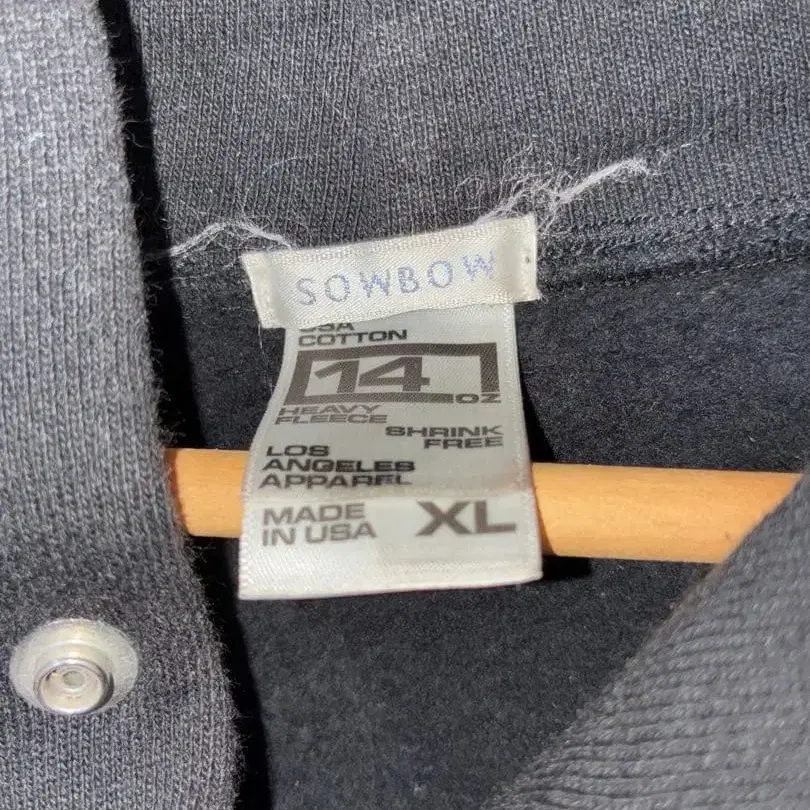 SOWBOW
USA
COTTON
14 OZ
HEAVY
FLEECE
SHRINK
FREE
LOS
ANGELES
APPAREL
MADE
IN USA
XL